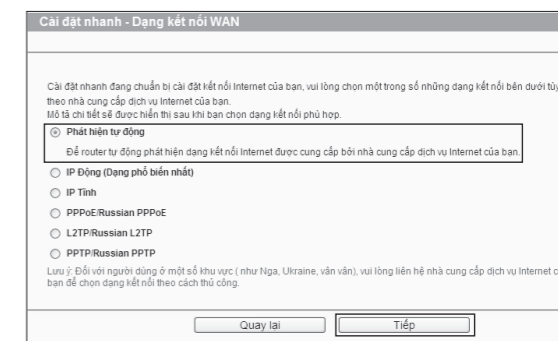 Cài đặt nhanh - Dạng kết nối WAN
Cài đặt nhanh đang chuẩn bị cài đặt kết nối Internet của bạn, vui lòng chọn một trong số những dạng kết nối bên dưới tùy
theo nhà cung cấp dịch vụ Internet của bạn.
Mô tả chi tiết sẽ được hiển thị sau khi bạn chọn dạng kết nối phù hợp.
Phát hiện tự động
Để router tự động phát hiện dạng kết nối Internet được cung cấp bởi nhà cung cấp dịch vụ Internet của bạn.
IP Động (Dạng phổ biến nhất)
IP Tĩnh
PPPoE/Russian PPPoE
L2TP/Russian L2TP
PPTP/Russian PPTP
Lưu ý: Đối với người dùng ở một số khu vực ( như Nga, Ukraine, vân vân), vui lòng liên hệ nhà cung cấp dịch vụ Internet c
bạn để chọn dạng kết nối theo cách thủ công.
Quay lại
Tiếp